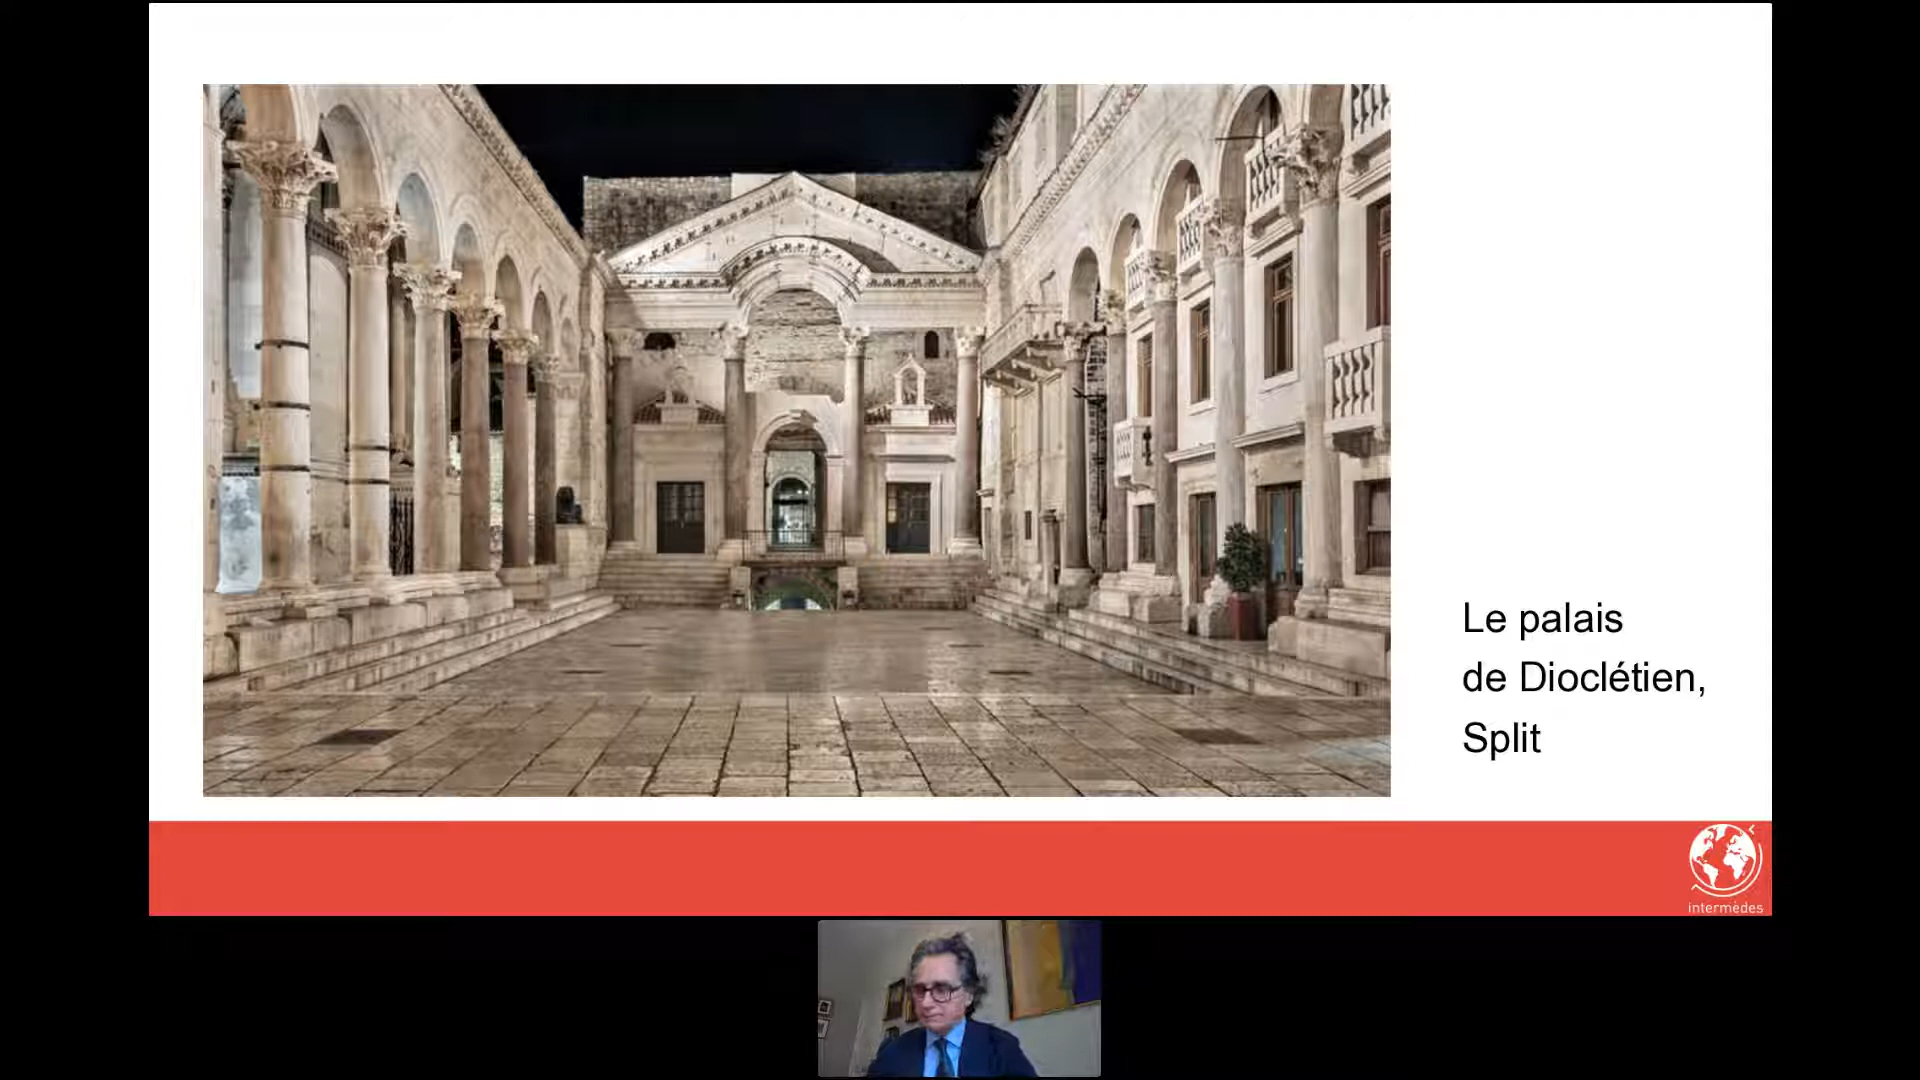 Le palais
de Dioclétien,
Split
intermèdes